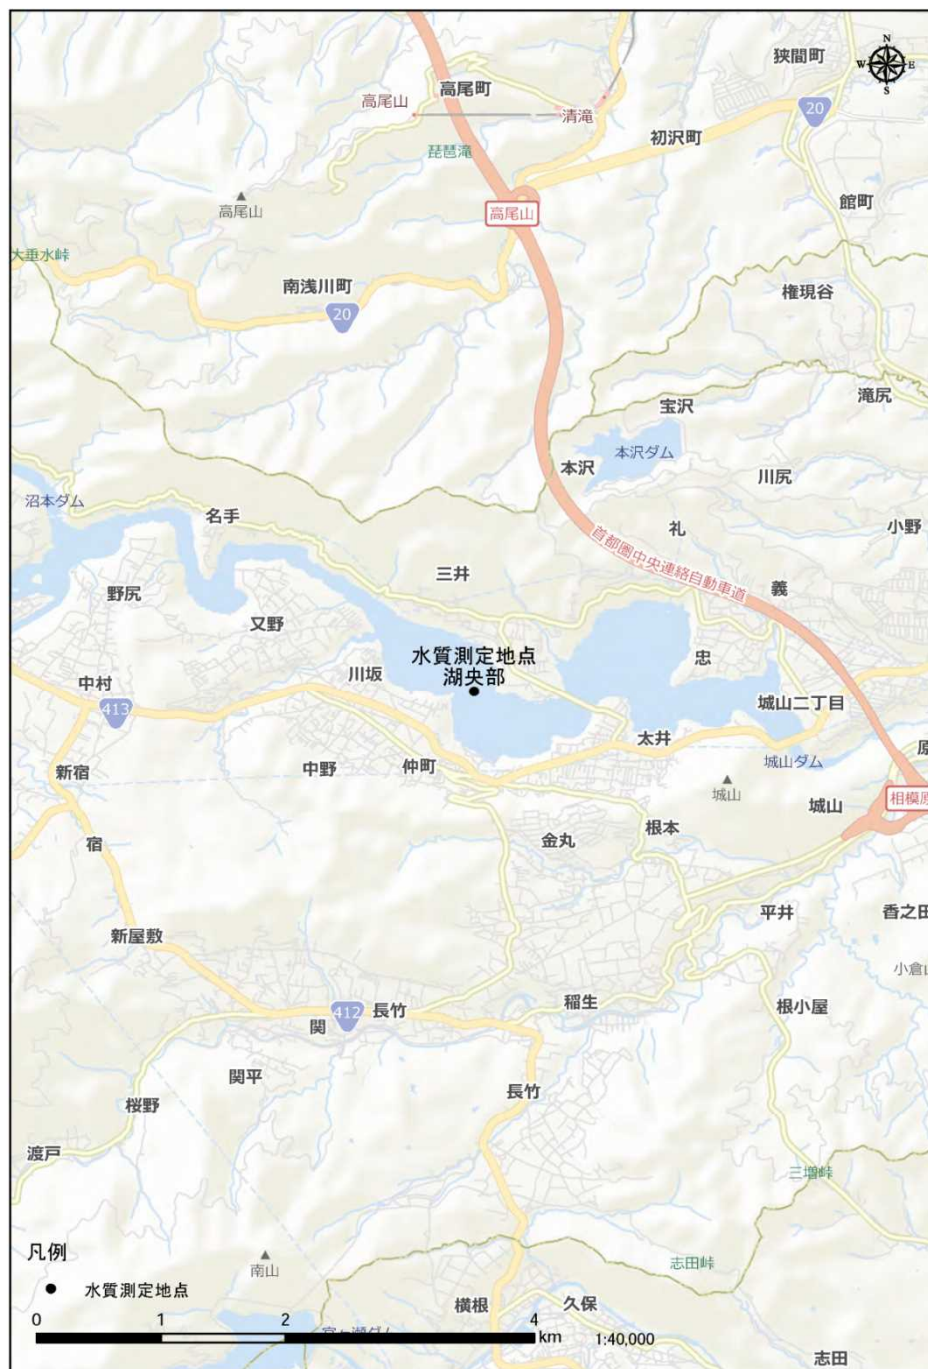 N
W E
S
狭間町
高尾町
高尾山
20
清滝
初沢町
琵琶滝
高尾山
館町
高尾山
大垂水峠
南浅川町
権現谷
20
滝尻
宝沢
本沢ダム
本沢
川尻
沼本ダム
名手
礼
小野
首都圏中央連絡自動車道
三井
義
野尻
又野
水質測定地点
湖央部
忠
川坂
中村
城山二丁目
413
太井
原
城山ダム
新宿
中野
仲町
城山
城山
相模原
宿
金丸
根本
平井
香之田
新屋敷
小倉山
稲生
412
長竹
根小屋
関
関平
長竹
桜野
渡戸
三増峠
凡例
南山
志田峠
水質測定地点
横根
久保
0 1 2 4
km 1:40,000
宮ヶ瀬ダム
志田